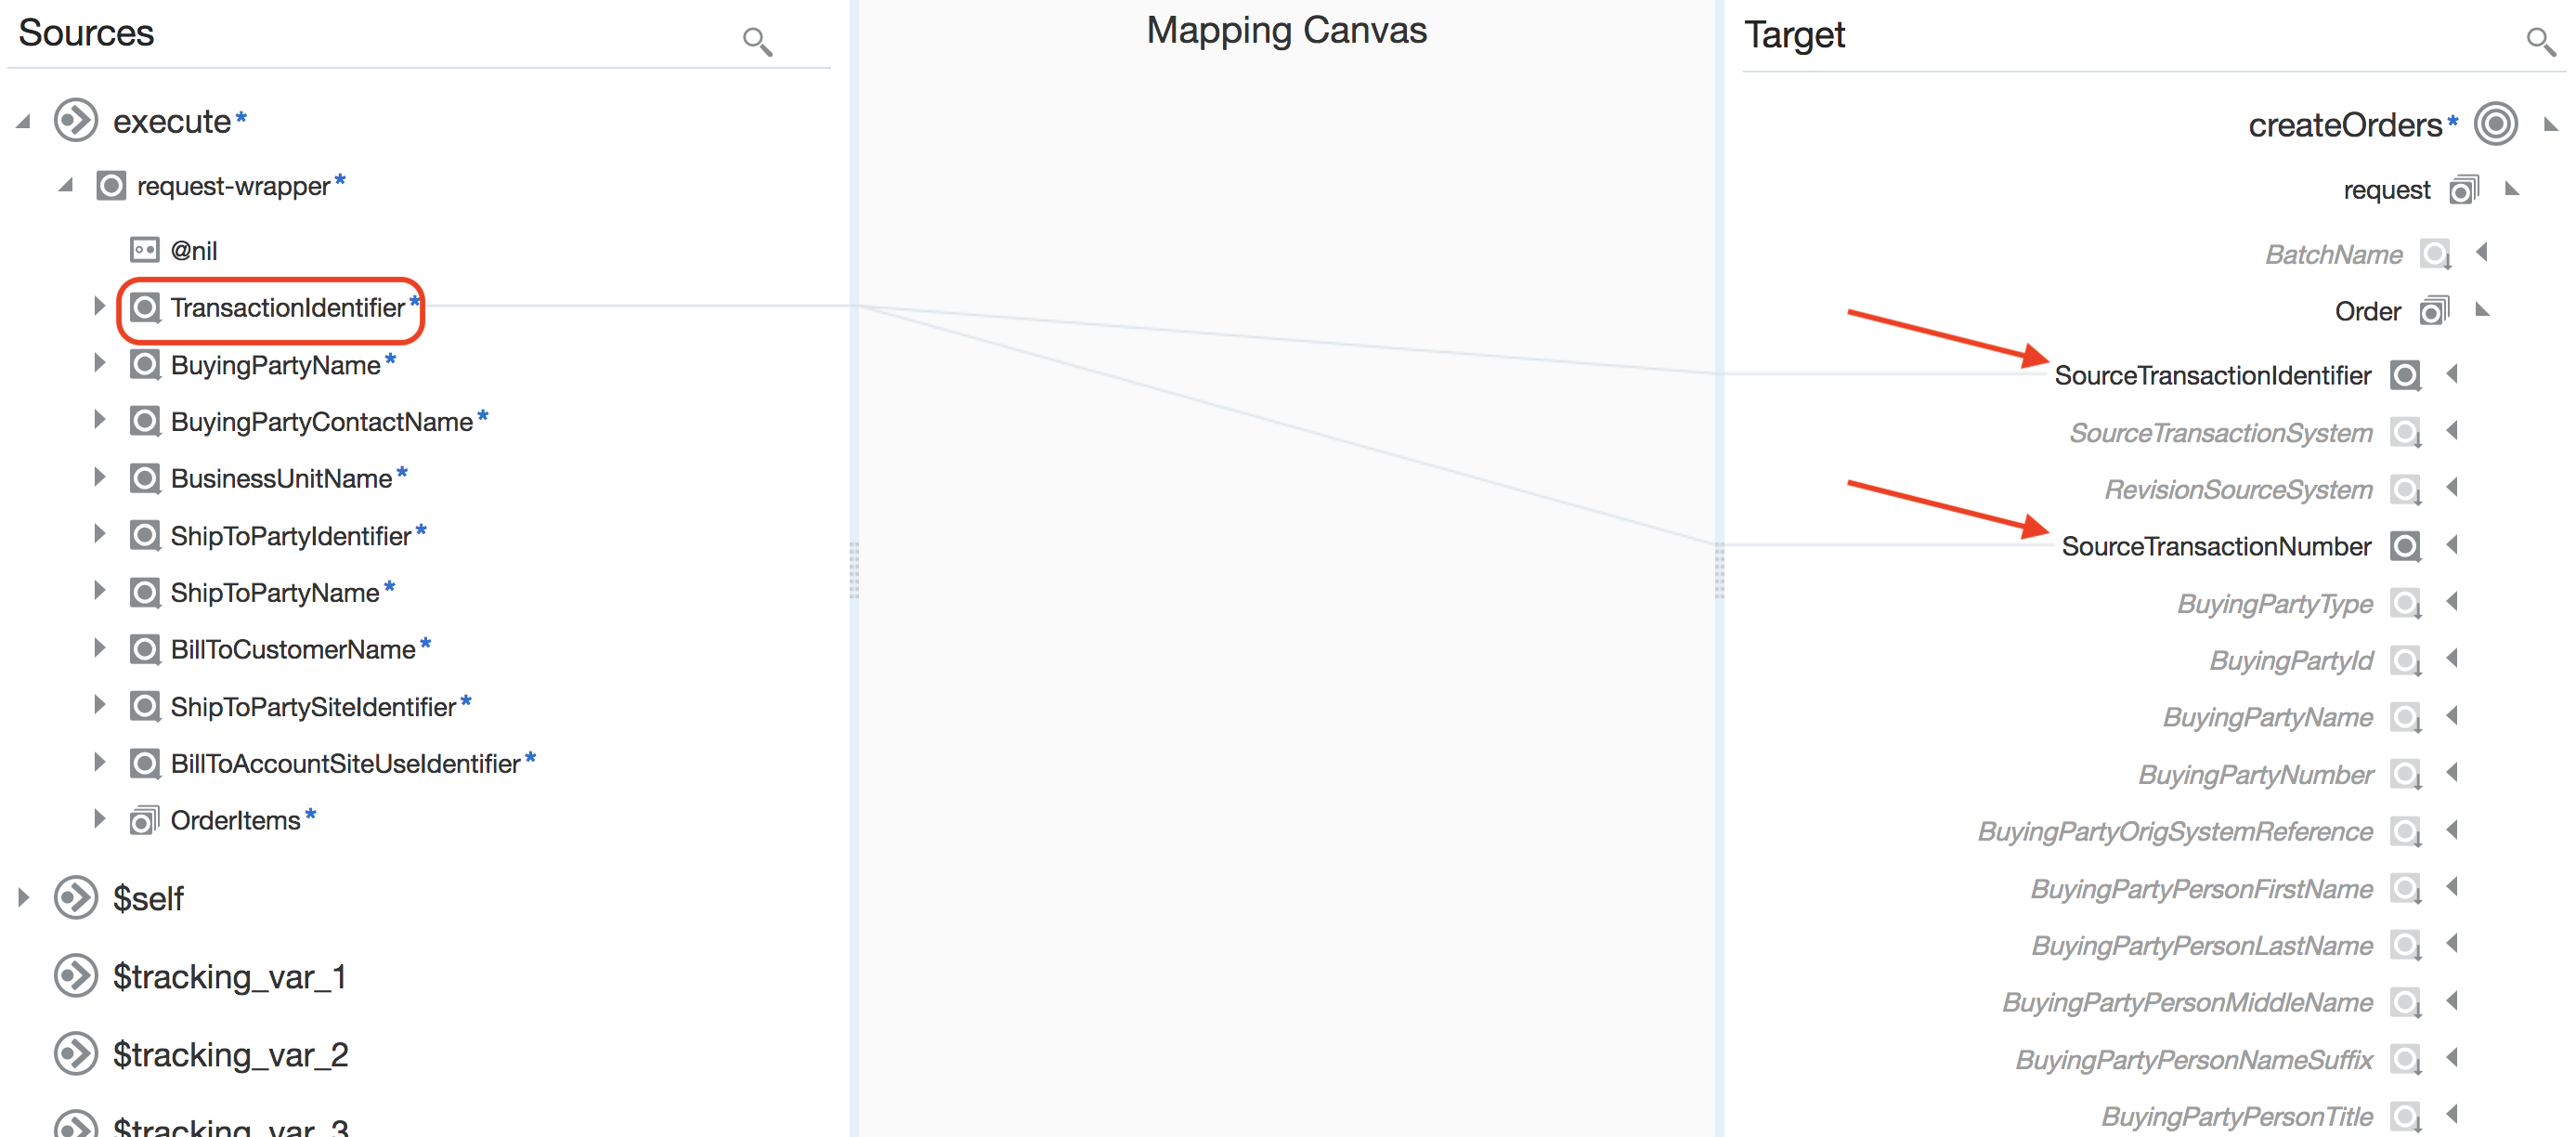 Sources
execute*
request-wrapper*
@nil
TransactionIdentifier*
BuyingPartyName*
BuyingPartyContactName*
BusinessUnitName*
ShipToPartyIdentifier*
ShipToPartyName*
BillToCustomerName*
ShipToPartySiteIdentifier*
BillToAccountSiteUseIdentifier*
OrderItems*
$self
$tracking_var_1
$tracking_var_2
$tracking_var_3
Mapping Canvas
Target
createOrders*
request
BatchName
Order
SourceTransactionIdentifier
SourceTransactionSystem
RevisionSourceSystem
SourceTransactionNumber
BuyingPartyType
BuyingPartyId
BuyingPartyName
BuyingPartyNumber
BuyingPartyOrigSystemReference
BuyingPartyPersonFirstName
BuyingPartyPersonLastName
BuyingPartyPersonMiddleName
BuyingPartyPersonNameSuffix
BuyingPartyPersonTitle